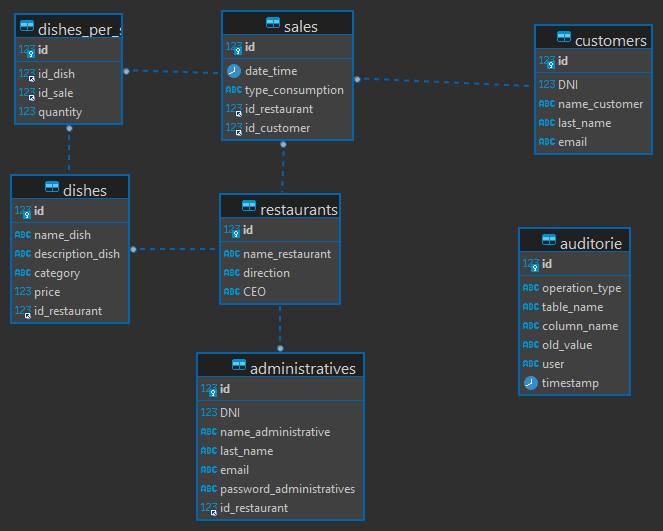 dishes_per_s
123 id
123 id_dish
123 id_sale
123 quantity
sales
123 id
date_time
ABC type_consumption
123 id_restaurant
123 id_customer
customers
123 id
123 DNI
ABC name_customer
ABC last_name
ABC email
dishes
123 id
ABC name_dish
ABC description_dish
ABC category
123 price
123 id_restaurant
restaurants
123 id
ABC name_restaurant
ABC direction
ABC CEO
auditorie
123 id
ABC operation_type
ABC table_name
ABC column_name
ABC old_value
ABC user
timestamp
administratives
123 id
123 DNI
ABC name_administrative
ABC last_name
ABC email
ABC password_administratives
123 id_restaurant